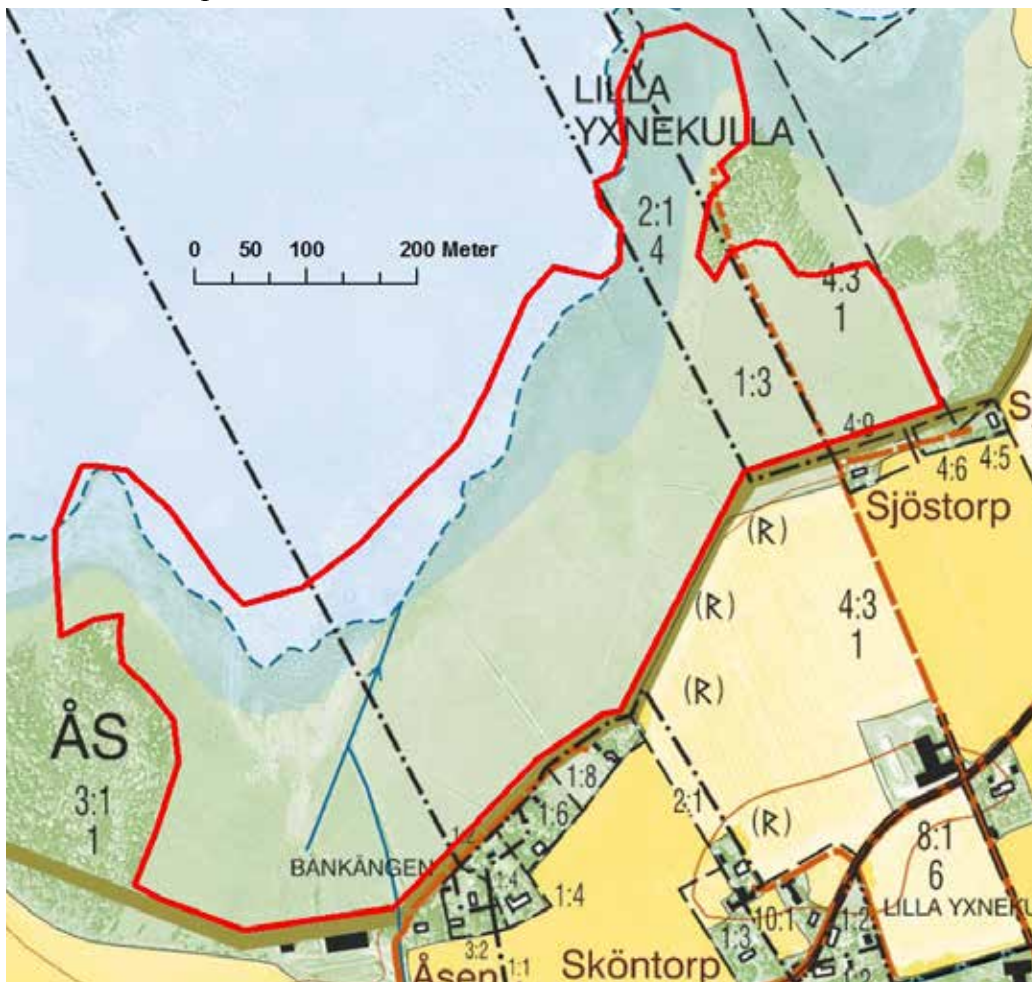 LILLA
YXNEKULLA
2:1
4
0 50 100 200 Meter
4:3
1
1:3
4:9
4:6
4:5
Sjöstorp
(R)
(R)
4:3
1
(R)
ÅS
3:1
1
1:8
1:6
2:1
(R)
8:1
6
BANKÄNGEN
1:4
1:4
LILLA YXNEKU
10:1
1:2
1:3
3:2
1:1
Åsen
Sköntorp